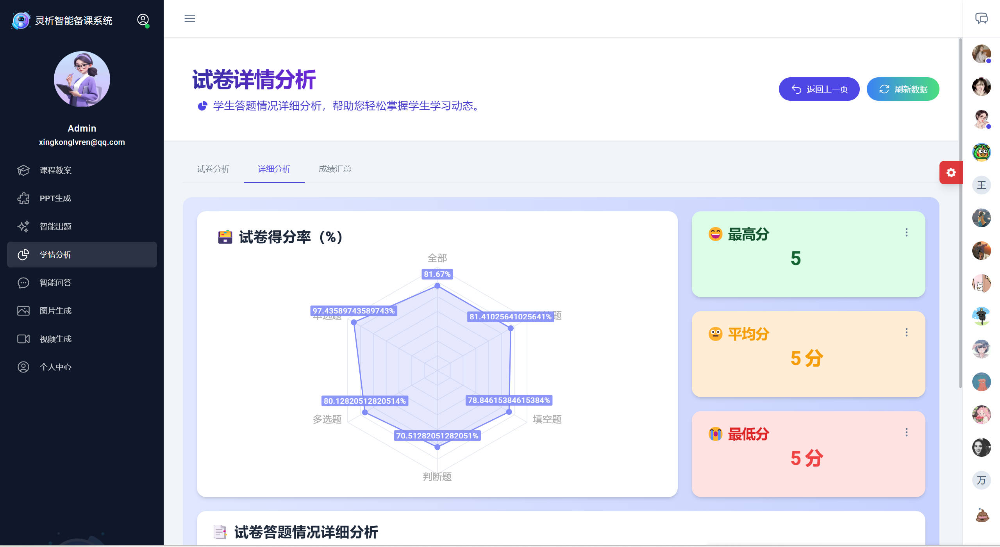 灵析智能备课系统
Admin
xingkonglvren@qq.com
课程教案
PPT生成
智能出题
学情分析
智能问答
图片生成
视频生成
个人中心
试卷详情分析
学生答题情况详细分析，帮助您轻松掌握学生学习动态。
返回上一页
刷新数据
试卷分析
详细分析
成绩汇总
试卷得分率（%）
全部
81.67%
97.43589743589743%
单选题
81.41025641025641%
题
80.12820512820514%
多选题
78.84615384615384%
填空题
70.51282051282051%
判断题
最高分
5
平均分
5 分
最低分
5 分
试卷答题情况详细分析
王
万